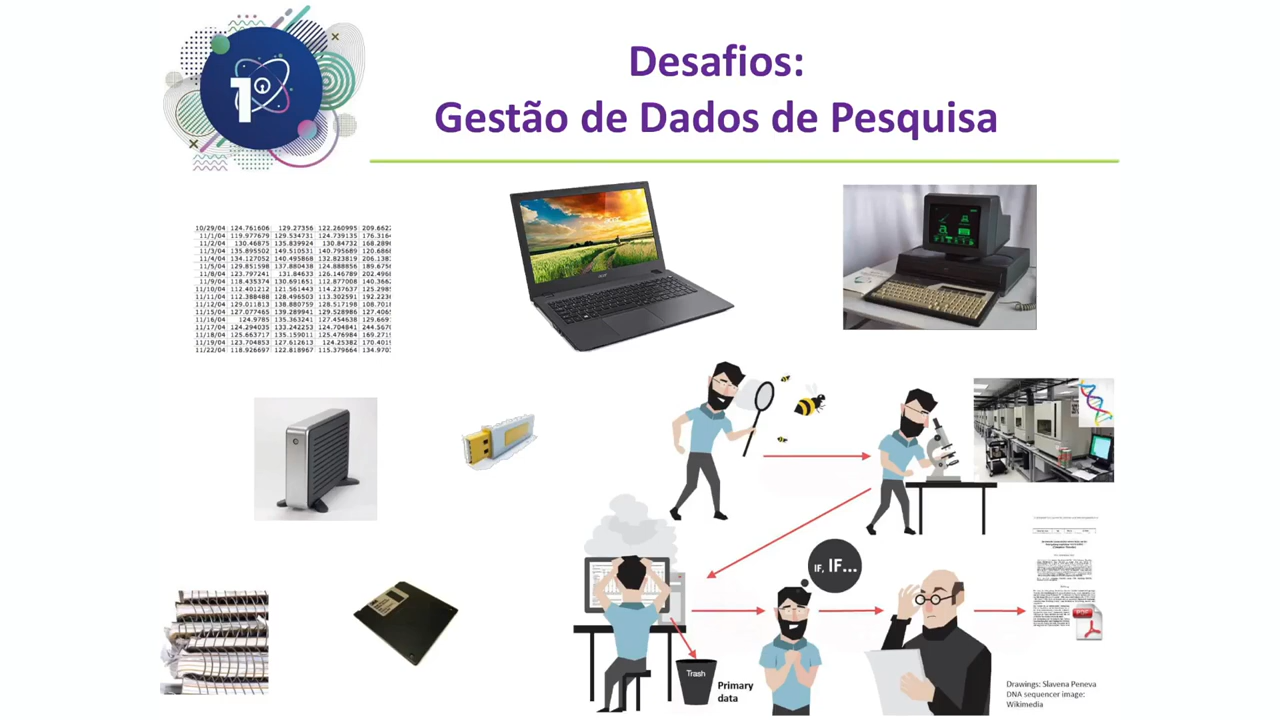 Desafios:
Gestão de Dados de Pesquisa
10/29/04 124.761606 129.27356 122.260995
11/1/04 119.977679 129.534731 124.739135
11/2/04 130.46875 135.839924 130.84732
11/3/04 135.895502 149.510531 140.795689
11/4/04 134.127052 140.495868 132.823819
11/5/04 129.851598 137.880438 124.888856
11/8/04 123.797241 131.84633 126.146789
11/9/04 118.435374 130.691651 112.877008
11/10/04 112.401212 121.561443 114.237637
11/11/04 112.388488 128.496503 113.302591
11/12/04 129.011813 138.880759 128.517198
11/15/04 127.077465 139.289941 129.528986
11/16/04 124.9785 135.363241 127.454638
11/17/04 124.294035 133.242253 124.704841
11/18/04 125.663717 135.159011 125.476984
11/19/04 123.704853 127.612613 124.25382
11/22/04 118.926697 122.818967 115.379664
IF, IF...
PDF
Trash
Primary
data
Drawings: Slavena Peneva
DNA sequencer image:
Wikimedia